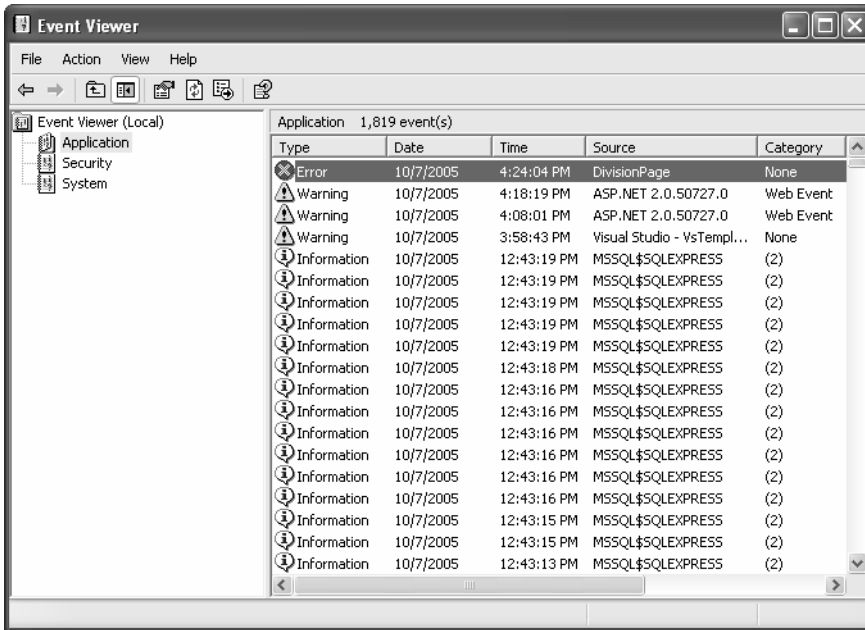 Event Viewer
File Action View Help
Event Viewer (Local)
Application
Security
System
Application 1,819 event(s)
Type Date Time Source Category
Error 10/7/2005 4:24:04 PM DivisionPage None
Warning 10/7/2005 4:18:19 PM ASP.NET 2.0.50727.0 Web Event
Warning 10/7/2005 4:08:01 PM ASP.NET 2.0.50727.0 Web Event
Warning 10/7/2005 3:58:43 PM Visual Studio - VsTempl... None
Information 10/7/2005 12:43:19 PM MSSQL$SQLEXPRESS (2)
Information 10/7/2005 12:43:19 PM MSSQL$SQLEXPRESS (2)
Information 10/7/2005 12:43:19 PM MSSQL$SQLEXPRESS (2)
Information 10/7/2005 12:43:19 PM MSSQL$SQLEXPRESS (2)
Information 10/7/2005 12:43:19 PM MSSQL$SQLEXPRESS (2)
Information 10/7/2005 12:43:18 PM MSSQL$SQLEXPRESS (2)
Information 10/7/2005 12:43:16 PM MSSQL$SQLEXPRESS (2)
Information 10/7/2005 12:43:16 PM MSSQL$SQLEXPRESS (2)
Information 10/7/2005 12:43:16 PM MSSQL$SQLEXPRESS (2)
Information 10/7/2005 12:43:16 PM MSSQL$SQLEXPRESS (2)
Information 10/7/2005 12:43:16 PM MSSQL$SQLEXPRESS (2)
Information 10/7/2005 12:43:16 PM MSSQL$SQLEXPRESS (2)
Information 10/7/2005 12:43:15 PM MSSQL$SQLEXPRESS (2)
Information 10/7/2005 12:43:15 PM MSSQL$SQLEXPRESS (2)
Information 10/7/2005 12:43:13 PM MSSQL$SQLEXPRESS (2)